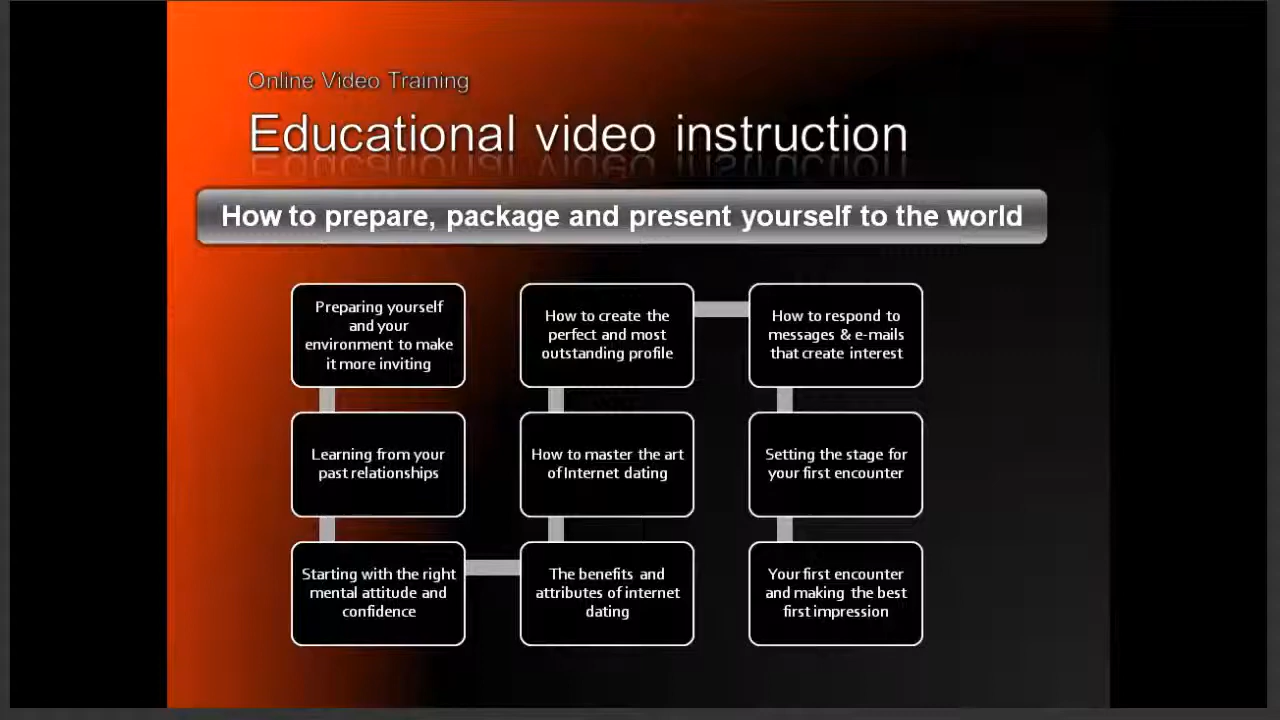 Online Video Training
Educational video instruction
How to prepare, package and present yourself to the world
Preparing yourself
and your
environment to make
it more inviting
Learning from your
past relationships
Starting with the right
mental attitude and
confidence
The benefits and
attributes of internet
dating
How to master the art
of Internet dating
How to create the
perfect and most
outstanding profile
How to respond to
messages & e-mails
that create interest
Setting the stage for
your first encounter
Your first encounter
and making the best
first impression